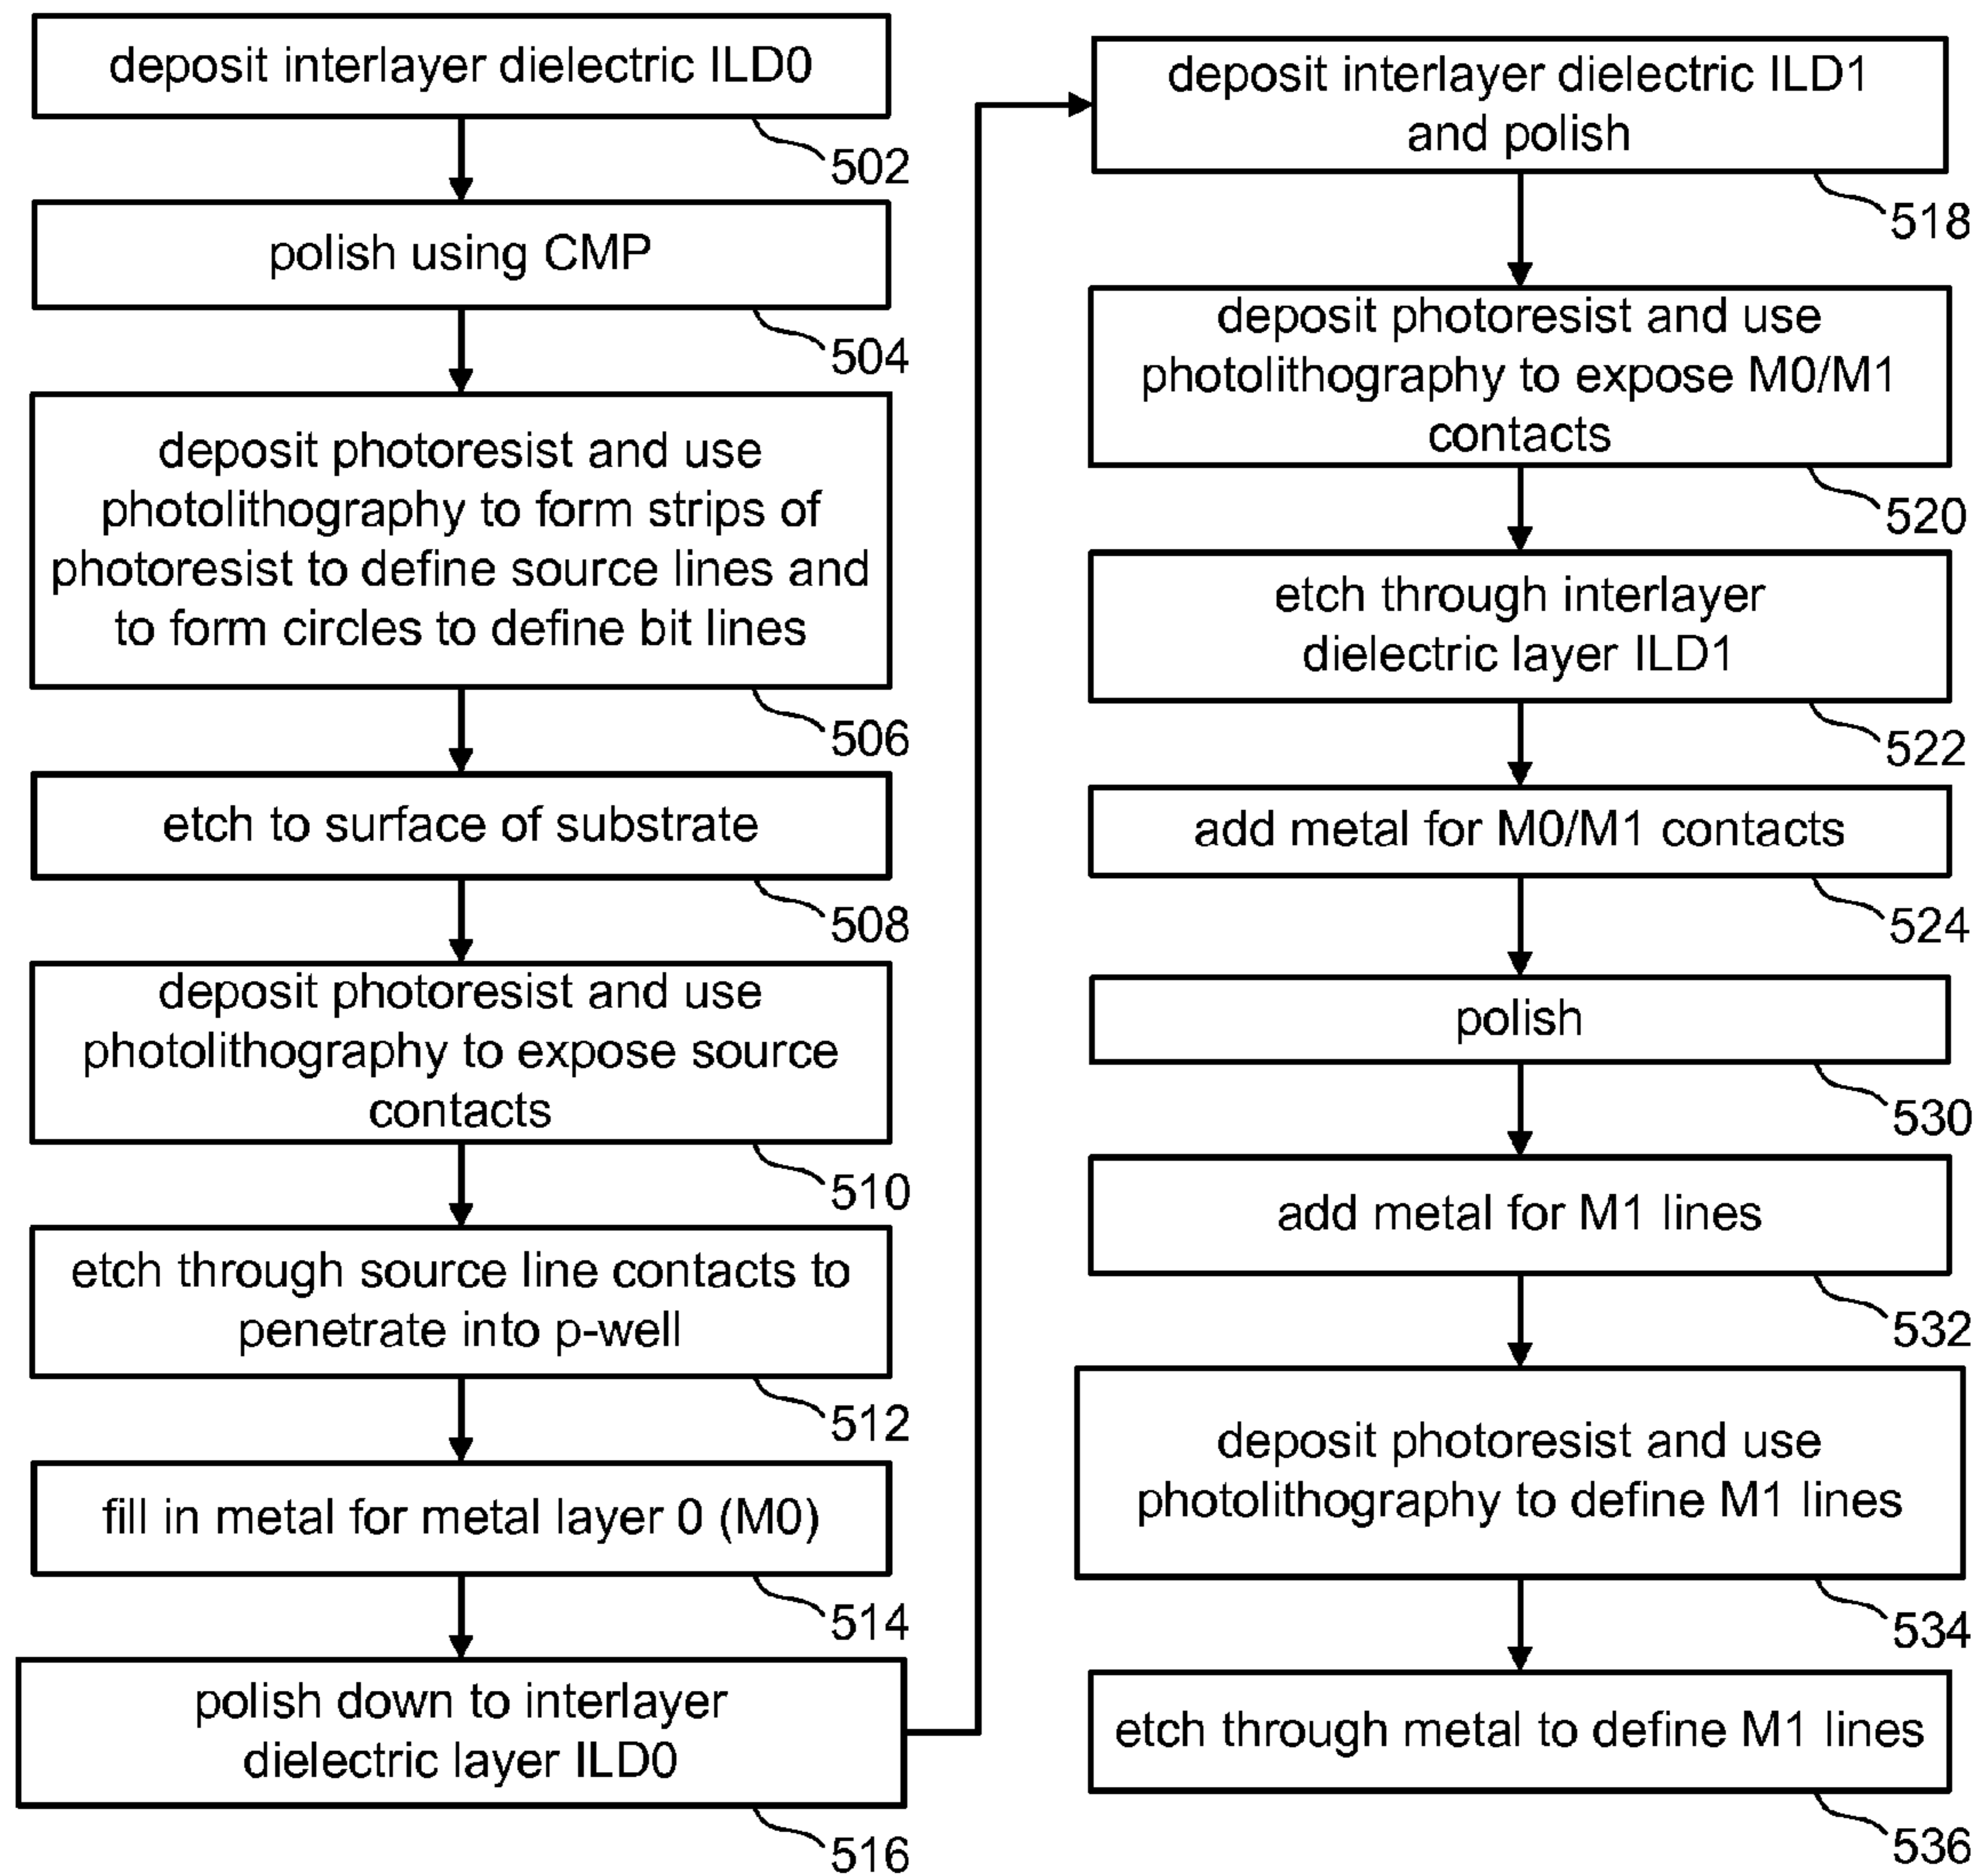 deposit interlayer dielectric ILD0
502
polish using CMP
504
deposit photoresist and use
photolithography to form strips of
photoresist to define source lines and
to form circles to define bit lines
506
etch to surface of substrate
508
deposit photoresist and use
photolithography to expose source
contacts
510
etch through source line contacts to
penetrate into p-well
512
fill in metal for metal layer 0 (M0)
514
polish down to interlayer
dielectric layer ILD0
516
deposit interlayer dielectric ILD1
and polish
518
deposit photoresist and use
photolithography to expose M0/M1
contacts
520
etch through interlayer
dielectric layer ILD1
522
add metal for M0/M1 contacts
524
polish
530
add metal for M1 lines
532
deposit photoresist and use
photolithography to define M1 lines
534
etch through metal to define M1 lines
536